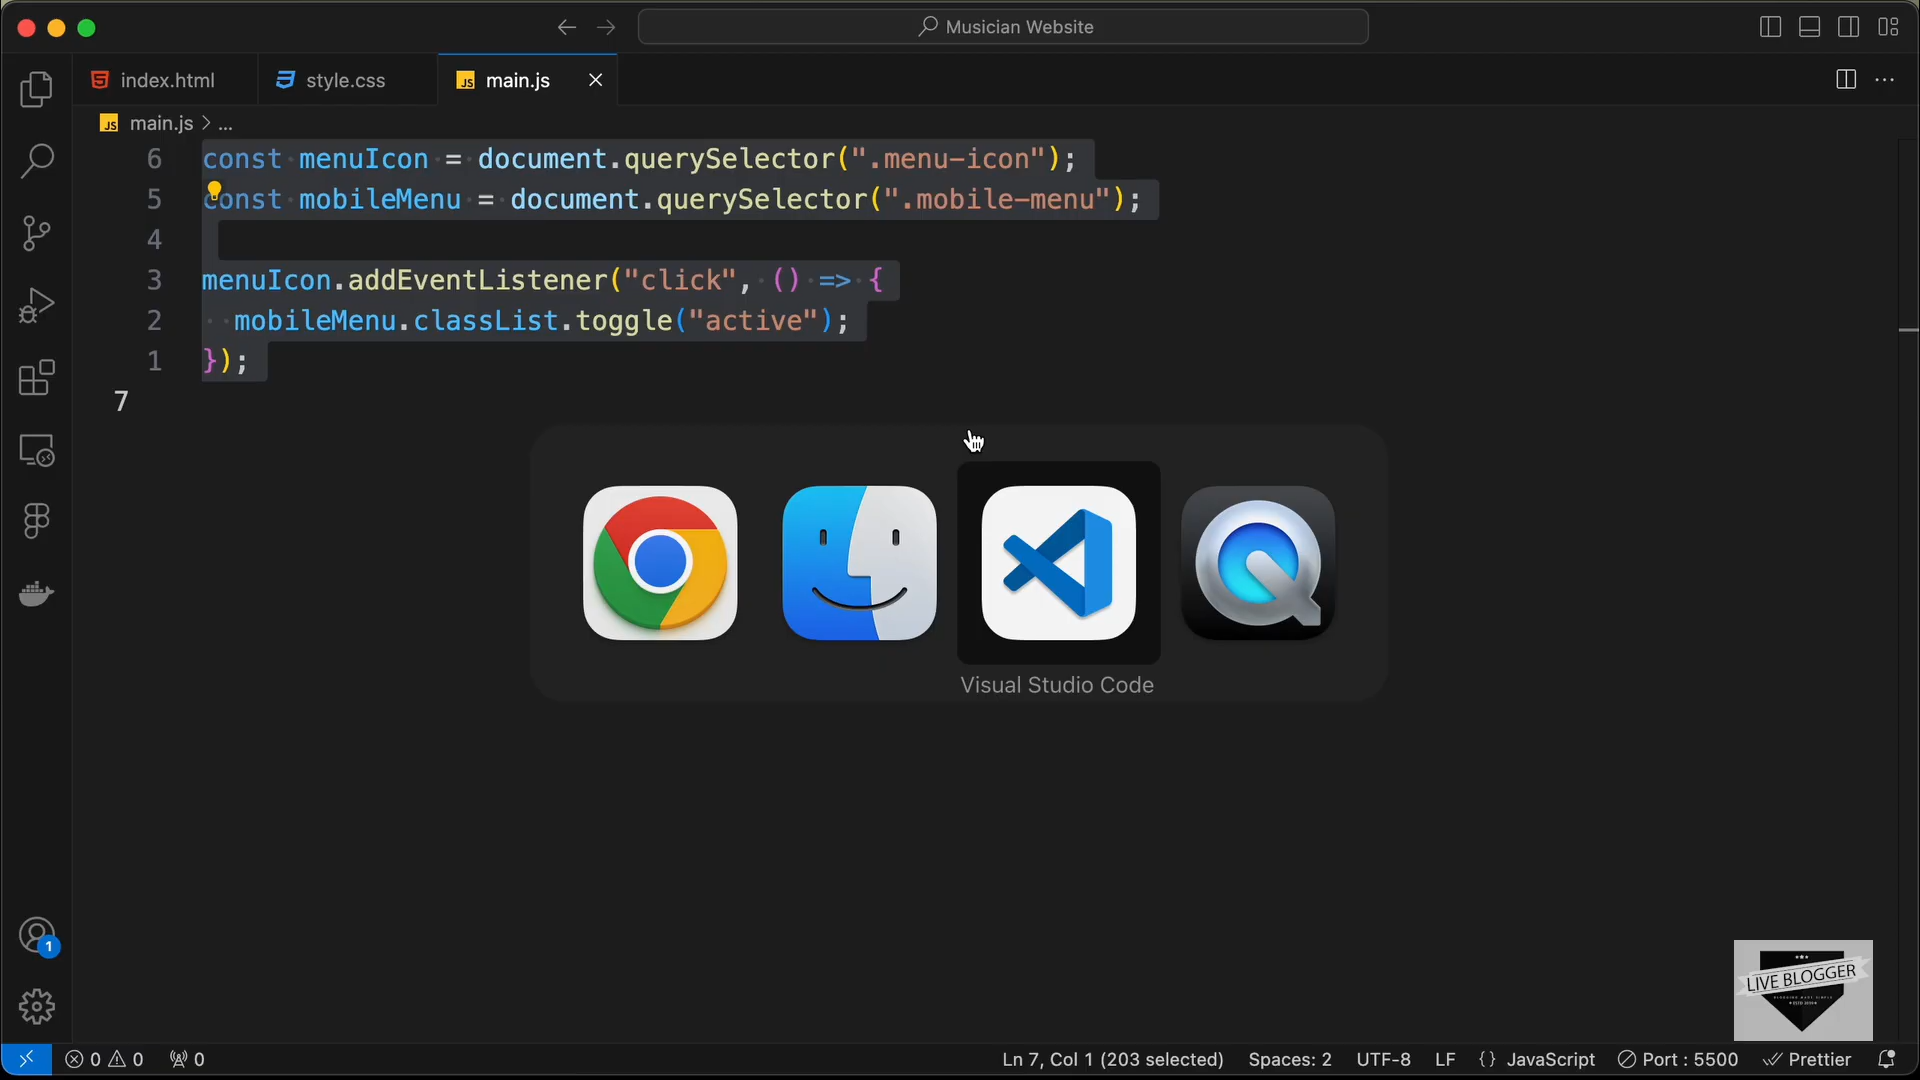 Musician Website
index.html
style.css
JS main.js
JS main.js > ...
6 const menuIcon = document.querySelector(".menu-icon");
5 const mobileMenu = document.querySelector(".mobile-menu");
4
3 menuIcon.addEventListener("click", () => {
2 mobileMenu.classList.toggle("active");
1 });
7
Visual Studio Code
1
LIVE BLOGGER
0 0 0
Ln 7, Col 1 (203 selected)
Spaces: 2
UTF-8
LF
{} JavaScript
Port : 5500
Prettier